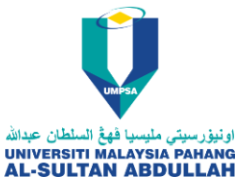 UMPSA
اونيۏرسيتي مليسيا ڤهڠ السلطان عبدالله
UNIVERSITI MALAYSIA PAHANG
AL-SULTAN ABDULLAH